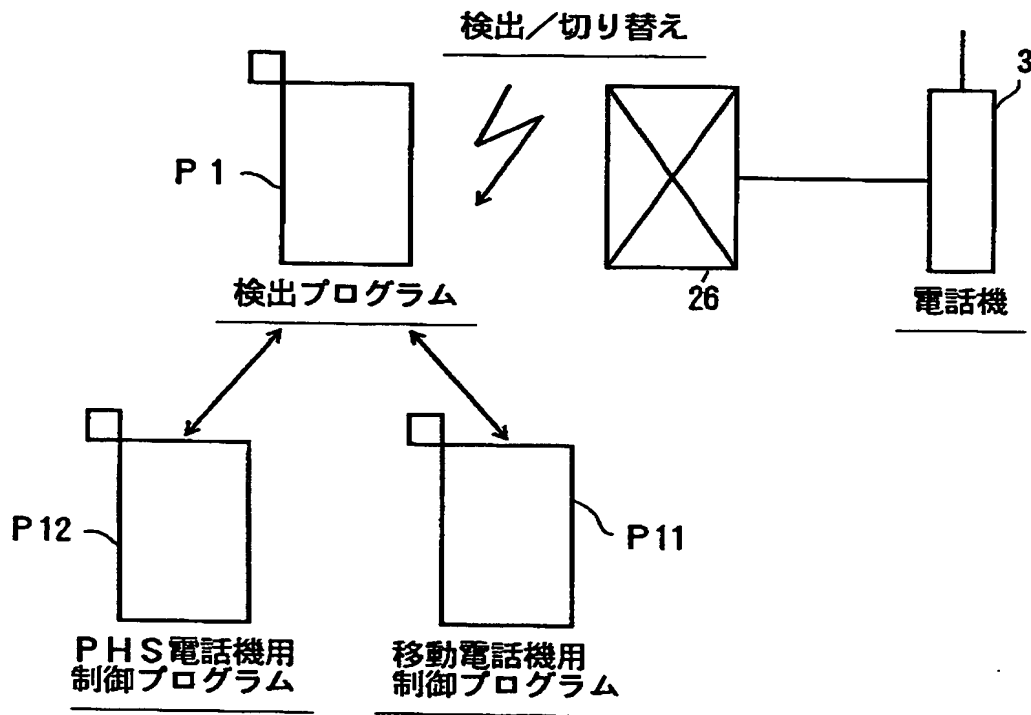 検出／切り替え
3
P1
26
検出プログラム
電話機
P12
P11
PHS電話機用
制御プログラム
移動電話機用
制御プログラム